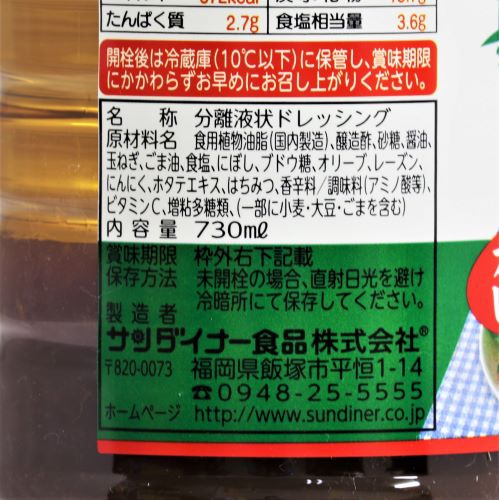 たんぱく質 2.7g 食塩相当量 3.6g
開栓後は冷蔵庫(10℃以下)に保管し、賞味期限
にかかわらずお早めにお召し上がりください。
名称 分離液状ドレッシング
原材料名 食用植物油脂(国内製造)、醸造酢、砂糖、醤油、
玉ねぎ、ごま油、食塩、にぼし、ブドウ糖、オリーブ、レーズン、
にんにく、ホタテエキス、はちみつ、香辛料/調味料(アミノ酸等)、
ビタミンC、増粘多糖類、(一部に小麦・大豆・ごまを含む)
内容量 730mℓ
賞味期限 枠外右下記載
保存方法 未開栓の場合、直射日光を避け
冷暗所にて保存してください。
製造者
サンダイナー食品株式会社®
〒820-0073 福岡県飯塚市平恒1-14
☎0948-25-5555
ホームページ http://www.sundiner.co.jp